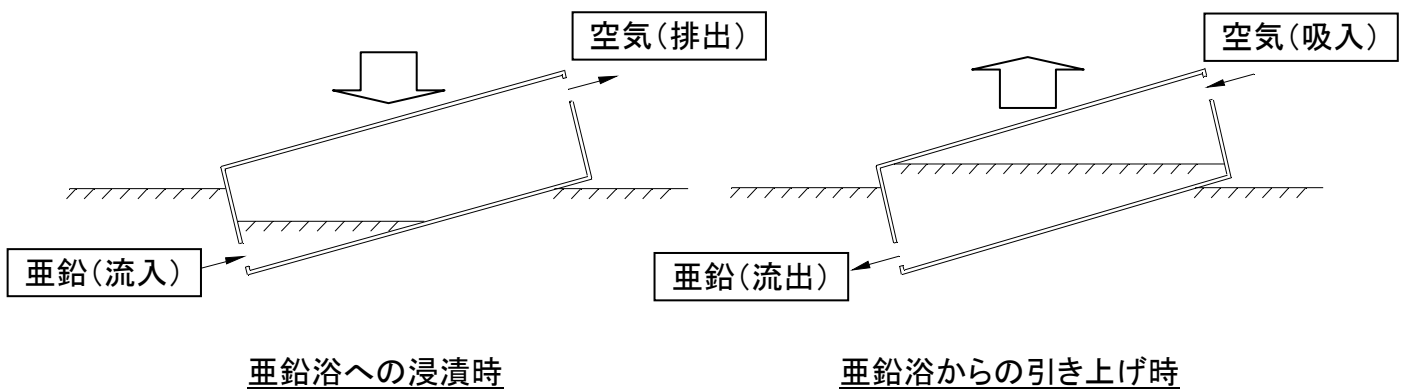 空気（排出）
空気（吸入）
亜鉛（流入）
亜鉛（流出）
亜鉛浴への浸漬時
亜鉛浴からの引き上げ時